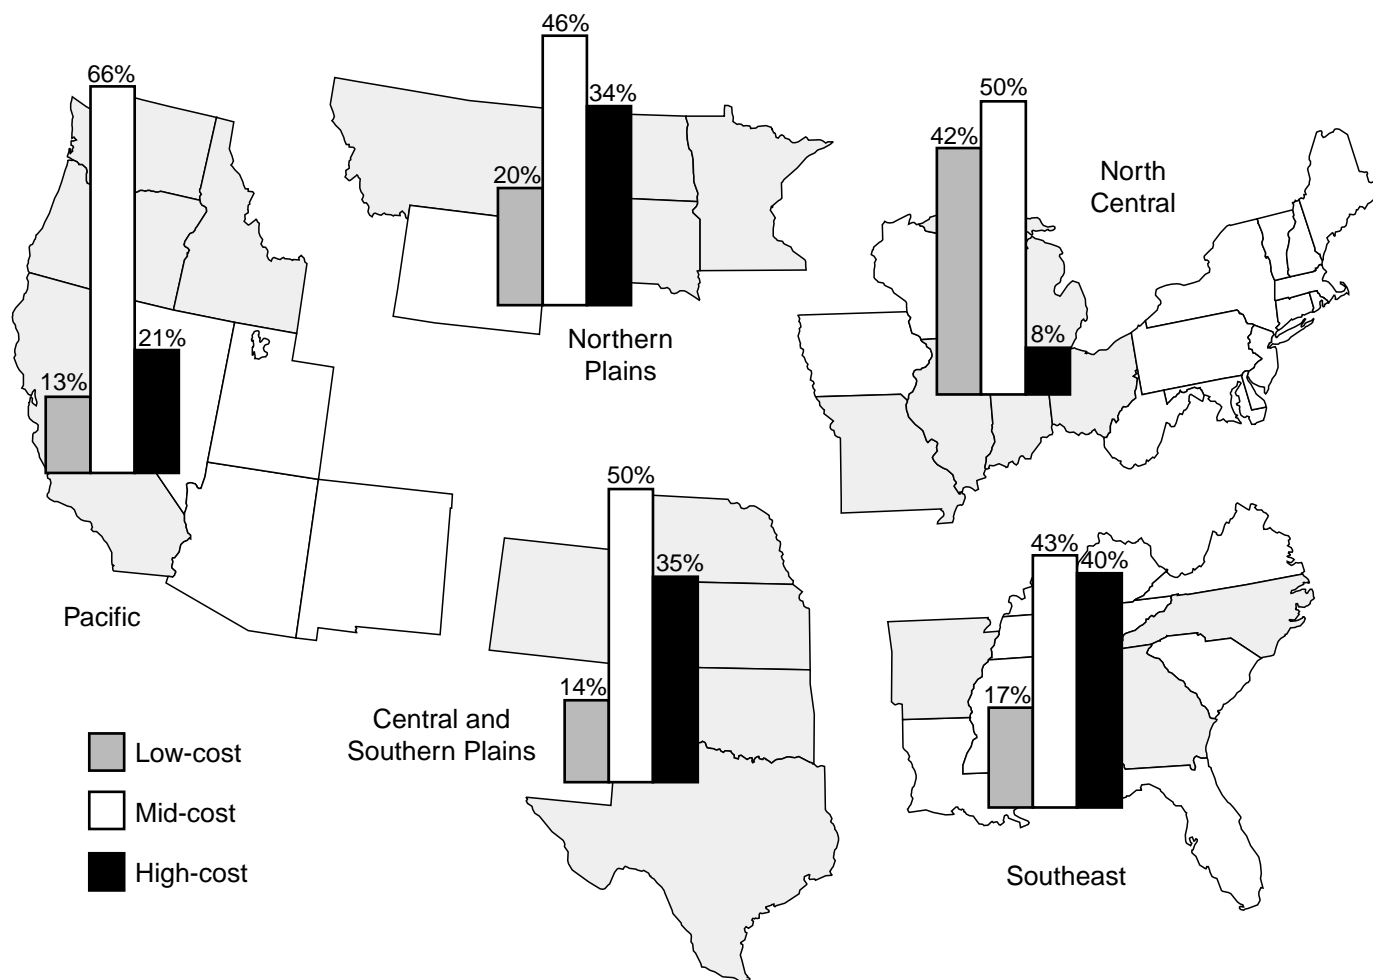 66%
13%
21%
Pacific
46%
20%
34%
Northern
Plains
50%
42%
8%
North
Central
50%
14%
35%
Central and
Southern Plains
43%
40%
17%
Southeast
Low-cost
Mid-cost
High-cost